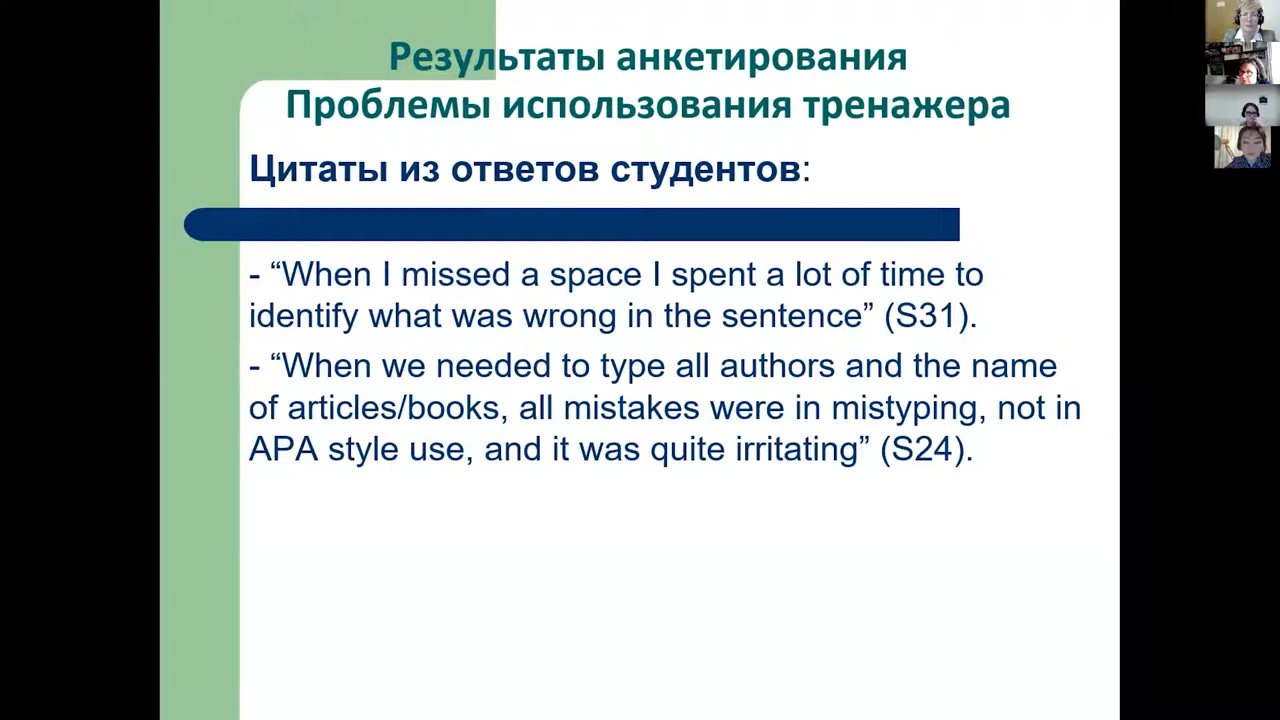 Результаты анкетирования
Проблемы использования тренажера
Цитаты из ответов студентов:
- “When I missed a space I spent a lot of time to
identify what was wrong in the sentence” (S31).
- “When we needed to type all authors and the name
of articles/books, all mistakes were in mistyping, not in
APA style use, and it was quite irritating” (S24).